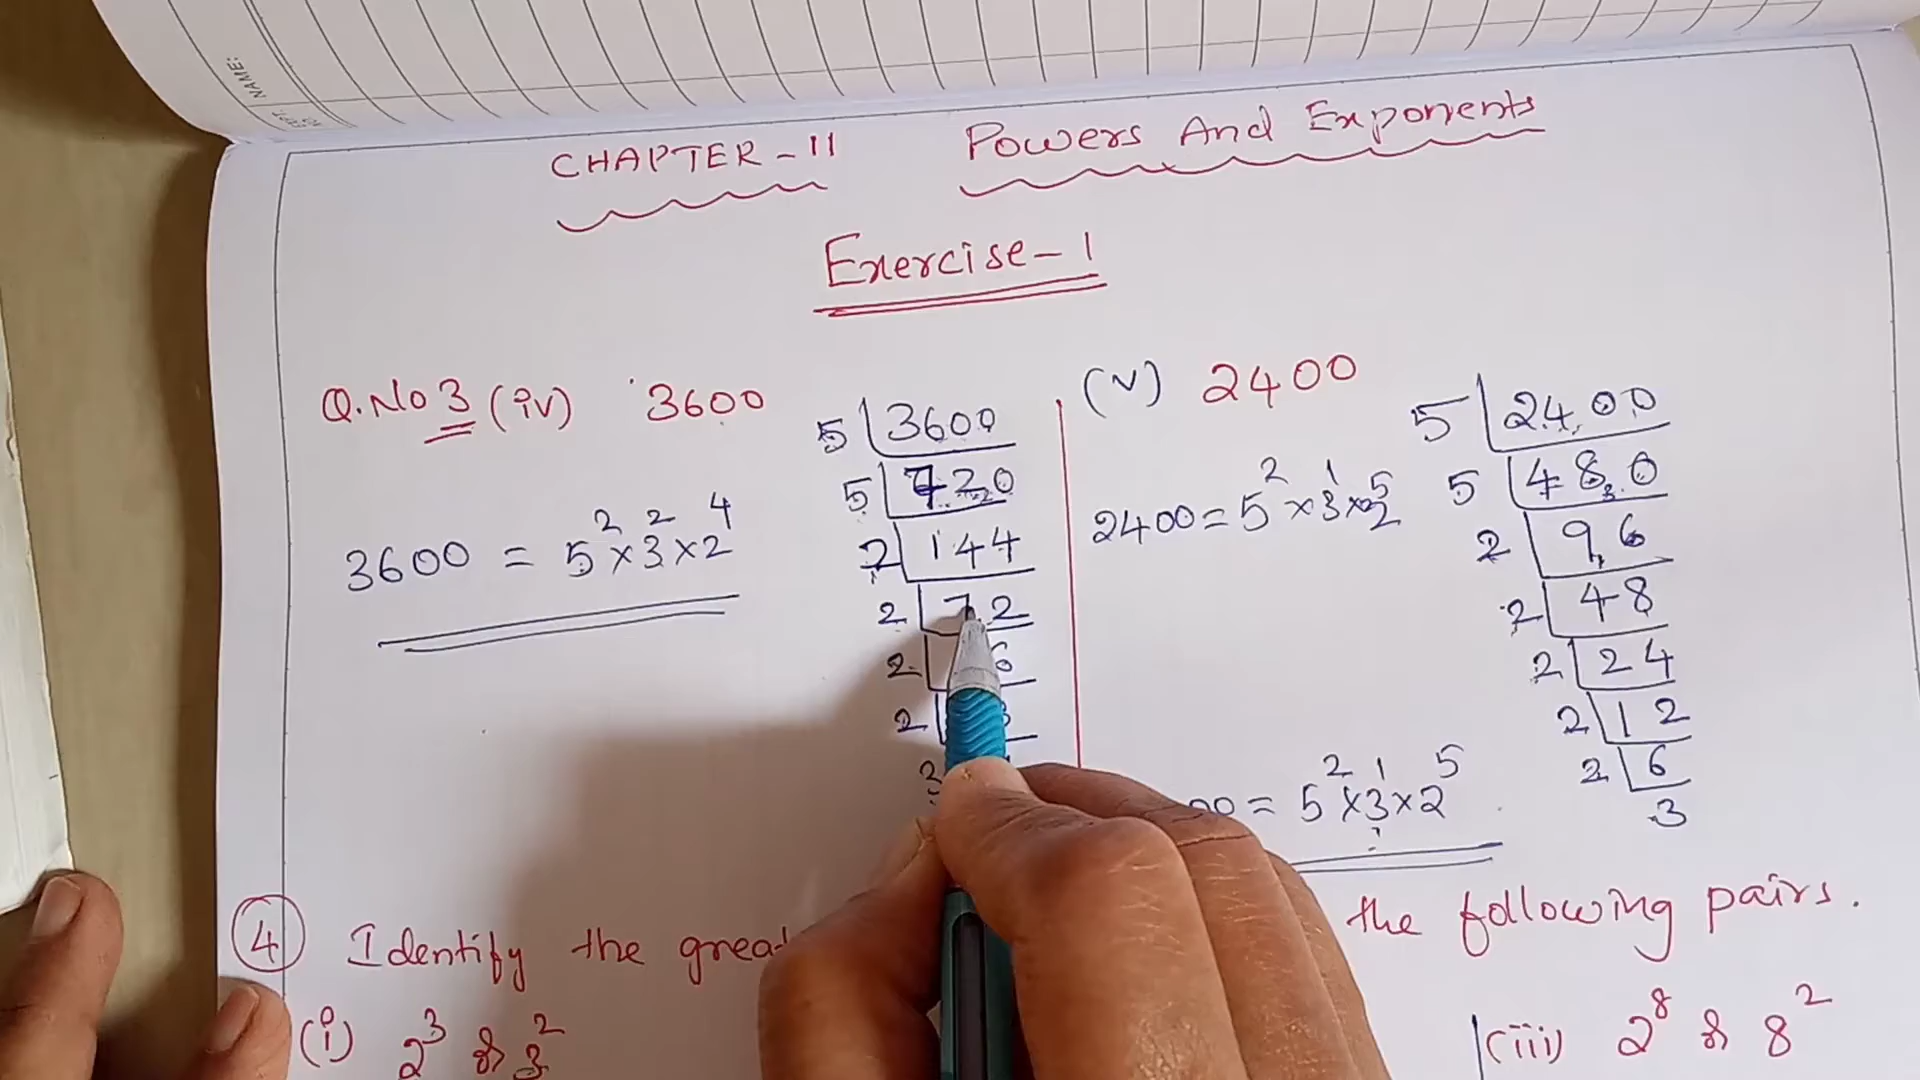 NAME:
CHAPTER-11 Powers And Exponents
Exercise-1
Q.No 3 (iv) 3600
5 | 3600
5 | 720
2 | 144
2 | 72
2 | 6
2
3
3600 = 5² × 3² × 2⁴
(v) 2400
5 | 2400
5 | 480
2 | 96
2 | 48
2 | 24
2 | 12
2 | 6
3
2400 = 5² × 3¹ × 2⁵
00 = 5² × 3¹ × 2⁵
4 Identify the great the following pairs.
(i) 2³ & 3²
(iii) 2⁸ & 8²